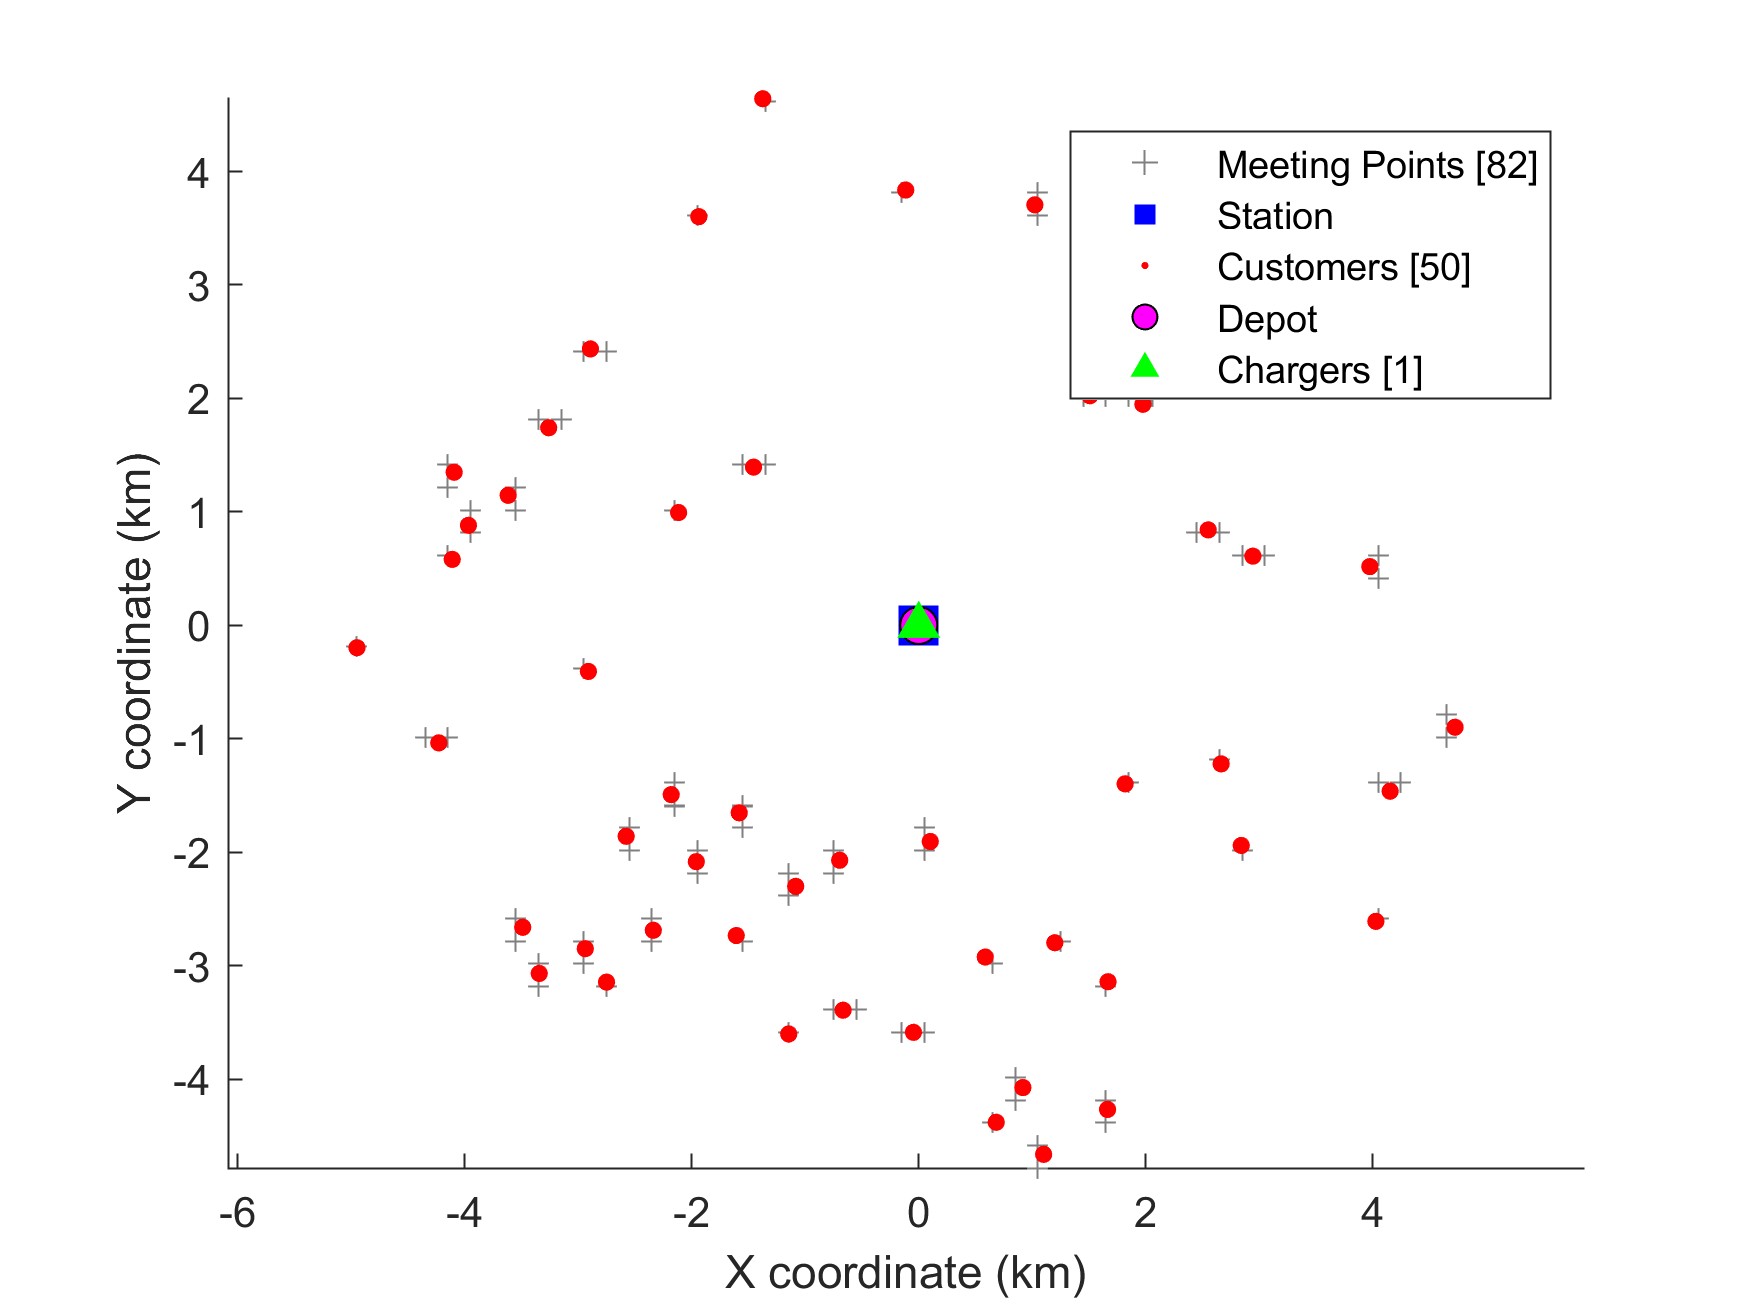 4
3
2
1
0
-1
-2
-3
-4
Y coordinate (km)
Meeting Points [82]
Station
Customers [50]
Depot
Chargers [1]
-6 -4 -2 0 2 4
X coordinate (km)